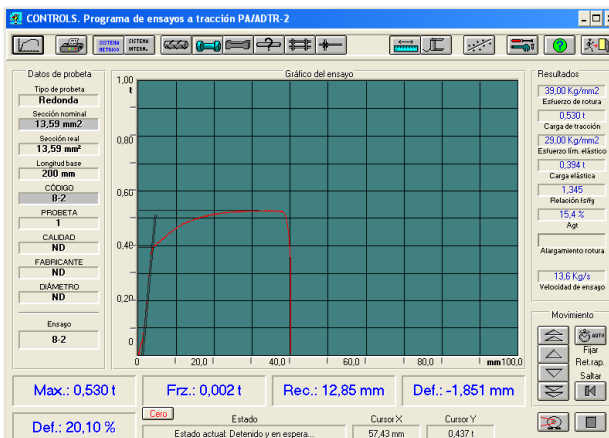 CONTROLS. Programa de ensayos a tracción PA/ADTR-2
SISTEMA METRICO
SISTEMA INTERN.
AUTO
Datos de probeta
Tipo de probeta
Redonda
Sección nominal
13,59 mm2
Sección real
13,59 mm²
Longitud base
200 mm
CÓDIGO
8-2
PROBETA
1
CALIDAD
ND
FABRICANTE
ND
DIÁMETRO
ND
Ensayo
8-2
Gráfico del ensayo
1,00
t
0,80
0,60
0,40
0,20
0
0 20,0 40,0 60,0 80,0 mm 100,0
Resultados
39,00 Kg/mm2
Esfuerzo de rotura
0,530 t
Carga de tracción
29,00 Kg/mm2
Esfuerzo lím. elástico
0,394 t
Carga elástica
1,345
Relación fs/fy
15,4 %
Agt
Alargamiento rotura
13,6 Kg/s
Velocidad de ensayo
Movimiento
AUTO
Fijar
Ret.rap.
Saltar
Max.: 0,530 t
Frz.: 0,002 t
Rec.: 12,85 mm
Def.: -1,851 mm
Def.: 20,10 %
Cero
Estado
Estado actual: Detenido y en espera...
Cursor X
57,43 mm
Cursor Y
0,437 t